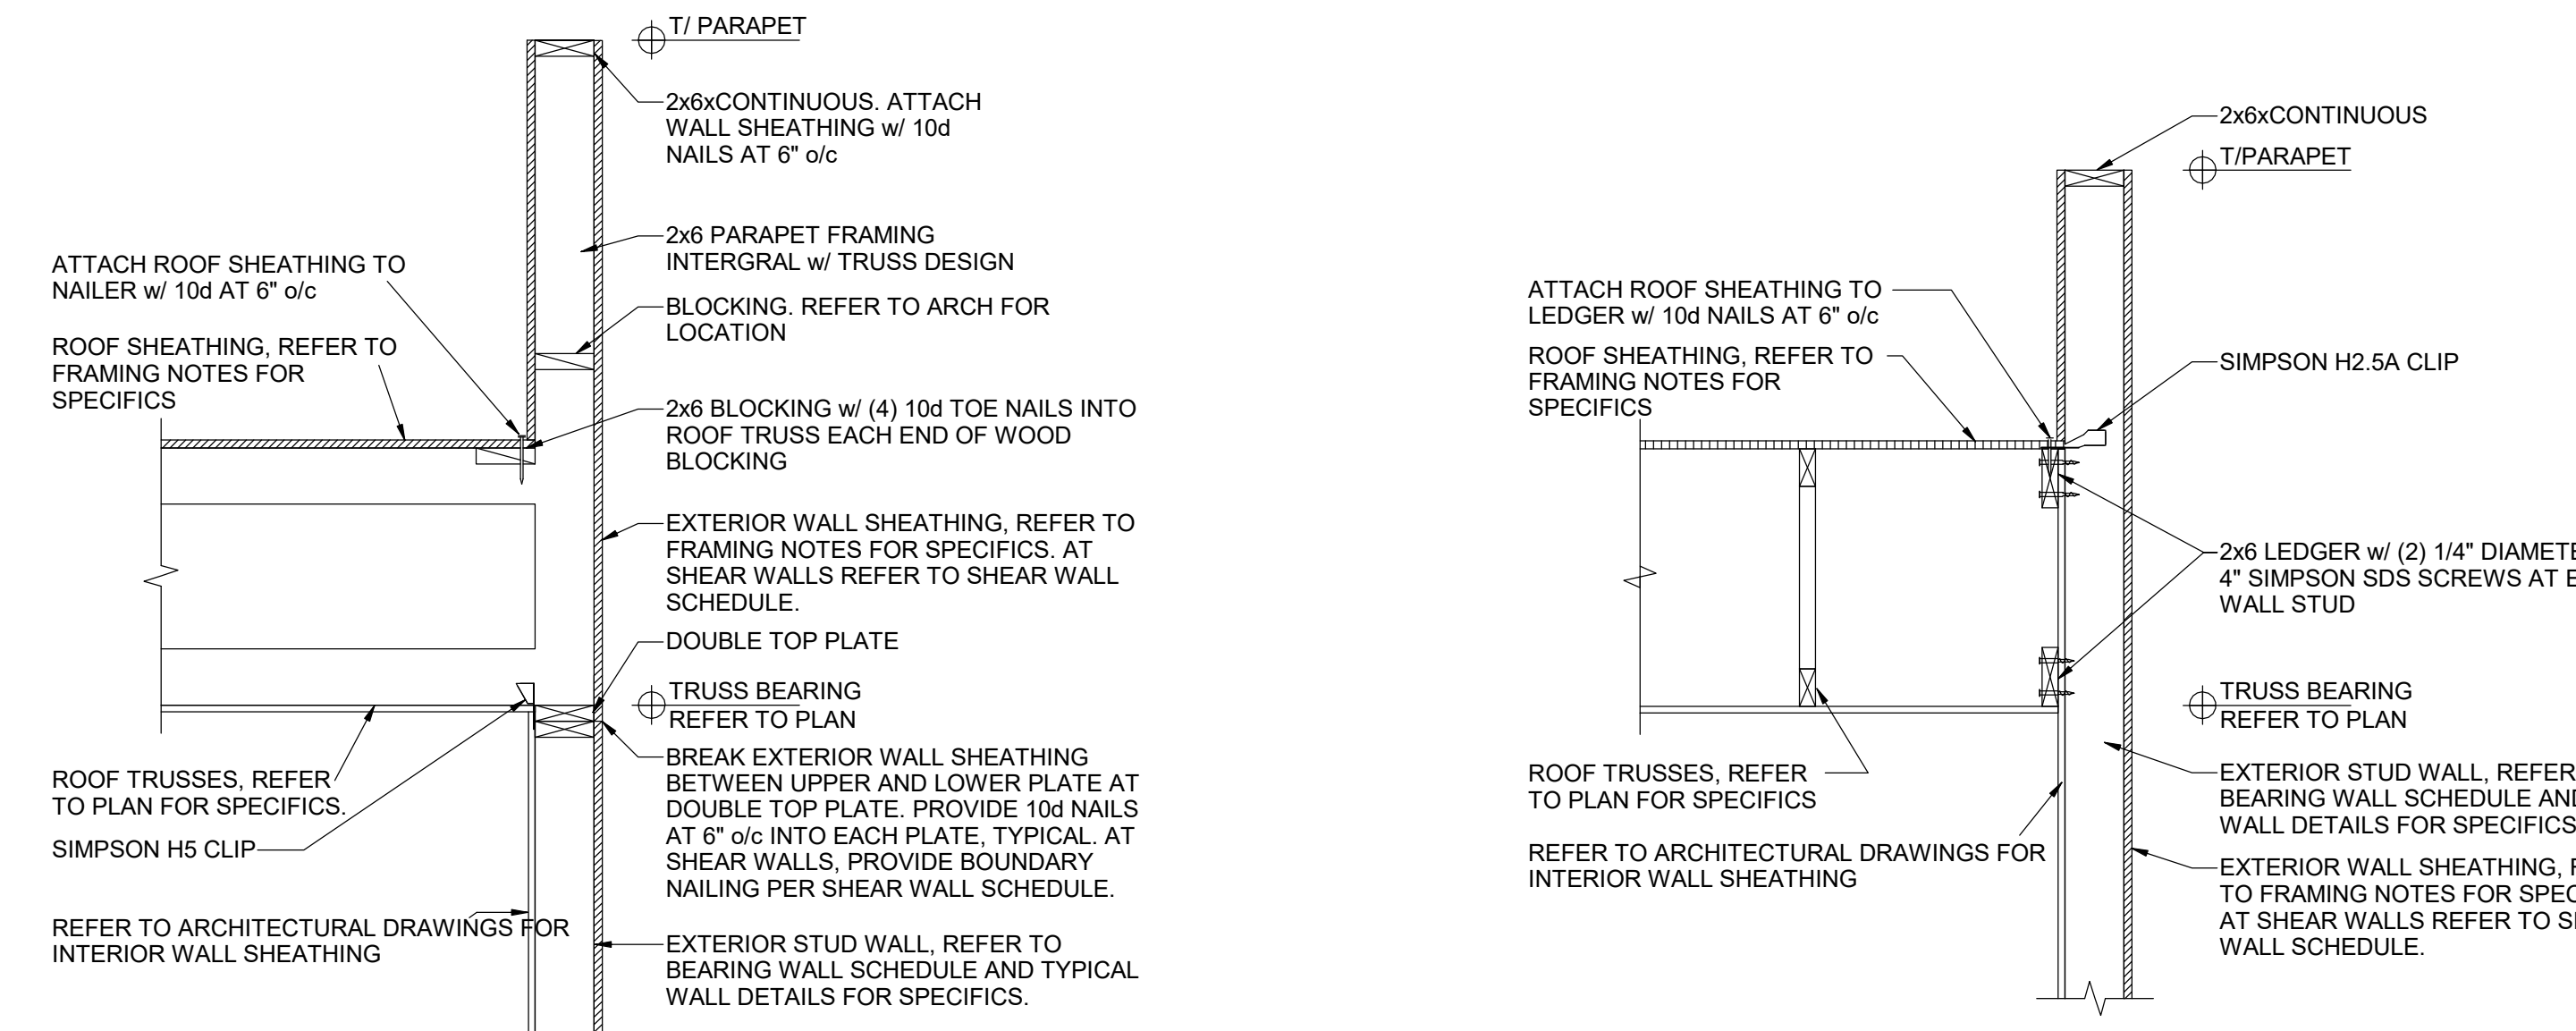 T/ PARAPET
2x6xCONTINUOUS. ATTACH
WALL SHEATHING w/ 10d
NAILS AT 6" o/c
2x6 PARAPET FRAMING
INTERGRAL w/ TRUSS DESIGN
BLOCKING. REFER TO ARCH FOR
LOCATION
ATTACH ROOF SHEATHING TO
NAILER w/ 10d AT 6" o/c
ROOF SHEATHING, REFER TO
FRAMING NOTES FOR
SPECIFICS
2x6 BLOCKING w/ (4) 10d TOE NAILS INTO
ROOF TRUSS EACH END OF WOOD
BLOCKING
EXTERIOR WALL SHEATHING, REFER TO
FRAMING NOTES FOR SPECIFICS. AT
SHEAR WALLS REFER TO SHEAR WALL
SCHEDULE.
DOUBLE TOP PLATE
TRUSS BEARING
REFER TO PLAN
BREAK EXTERIOR WALL SHEATHING
BETWEEN UPPER AND LOWER PLATE AT
DOUBLE TOP PLATE. PROVIDE 10d NAILS
AT 6" o/c INTO EACH PLATE, TYPICAL. AT
SHEAR WALLS, PROVIDE BOUNDARY
NAILING PER SHEAR WALL SCHEDULE.
ROOF TRUSSES, REFER
TO PLAN FOR SPECIFICS.
SIMPSON H5 CLIP
REFER TO ARCHITECTURAL DRAWINGS FOR
INTERIOR WALL SHEATHING
EXTERIOR STUD WALL, REFER TO
BEARING WALL SCHEDULE AND TYPICAL
WALL DETAILS FOR SPECIFICS.
2x6xCONTINUOUS
T/PARAPET
ATTACH ROOF SHEATHING TO
LEDGER w/ 10d NAILS AT 6" o/c
ROOF SHEATHING, REFER TO
FRAMING NOTES FOR
SPECIFICS
SIMPSON H2.5A CLIP
2x6 LEDGER w/ (2) 1/4"
4" SIMPSON SDS SCREWS AT
WALL STUD
TRUSS BEARING
REFER TO PLAN
ROOF TRUSSES, REFER
TO PLAN FOR SPECIFICS
REFER TO ARCHITECTURAL DRAWINGS FOR
INTERIOR WALL SHEATHING
EXTERIOR STUD WALL, REFER
BEARING WALL SCHEDULE
WALL DETAILS FOR SPECIFICS
EXTERIOR WALL SHEATHING,
TO FRAMING NOTES FOR
AT SHEAR WALLS REFER TO
WALL SCHEDULE.